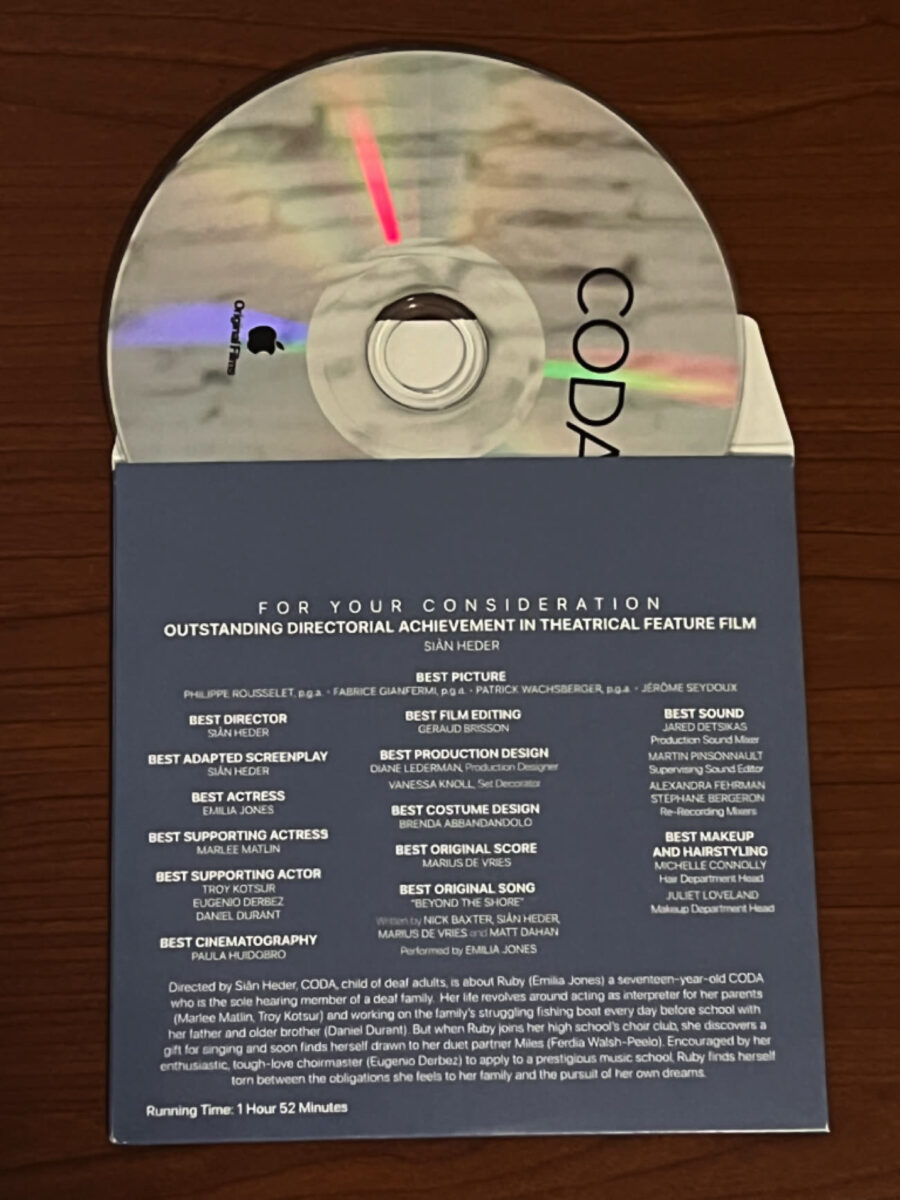 CODA
Original Films
FOR YOUR CONSIDERATION
OUTSTANDING DIRECTORIAL ACHIEVEMENT IN THEATRICAL FEATURE FILM
SIÂN HEDER
BEST PICTURE
PHILIPPE ROUSSELET, p.g.a. · FABRICE GIANFERMI, p.g.a. · PATRICK WACHSBERGER, p.g.a. · JÉRÔME SEYDOUX
BEST DIRECTOR
SIÂN HEDER
BEST ADAPTED SCREENPLAY
SIÂN HEDER
BEST ACTRESS
EMILIA JONES
BEST SUPPORTING ACTRESS
MARLEE MATLIN
BEST SUPPORTING ACTOR
TROY KOTSUR
EUGENIO DERBEZ
DANIEL DURANT
BEST CINEMATOGRAPHY
PAULA HUIDOBRO
BEST FILM EDITING
GERAUD BRISSON
BEST PRODUCTION DESIGN
DIANE LEDERMAN, Production Designer
VANESSA KNOLL, Set Decorator
BEST COSTUME DESIGN
BRENDA ABBANDANDOLO
BEST ORIGINAL SCORE
MARIUS DE VRIES
BEST ORIGINAL SONG
"BEYOND THE SHORE"
Written by NICK BAXTER, SIÂN HEDER,
MARIUS DE VRIES and MATT DAHAN
Performed by EMILIA JONES
BEST SOUND
JARED DETSIKAS
Production Sound Mixer
MARTIN PINSONNAULT
Supervising Sound Editor
ALEXANDRA FEHRMAN
STEPHANE BERGERON
Re-Recording Mixers
BEST MAKEUP
AND HAIRSTYLING
MICHELLE CONNOLLY
Hair Department Head
JULIET LOVELAND
Makeup Department Head
Directed by Siân Heder, CODA, child of deaf adults, is about Ruby (Emilia Jones) a seventeen-year-old CODA
who is the sole hearing member of a deaf family. Her life revolves around acting as interpreter for her parents
(Marlee Matlin, Troy Kotsur) and working on the family's struggling fishing boat every day before school with
her father and older brother (Daniel Durant). But when Ruby joins her high school's choir club, she discovers a
gift for singing and soon finds herself drawn to her duet partner Miles (Ferdia Walsh-Peelo). Encouraged by her
enthusiastic, tough-love choirmaster (Eugenio Derbez) to apply to a prestigious music school, Ruby finds herself
torn between the obligations she feels to her family and the pursuit of her own dreams.
Running Time: 1 Hour 52 Minutes